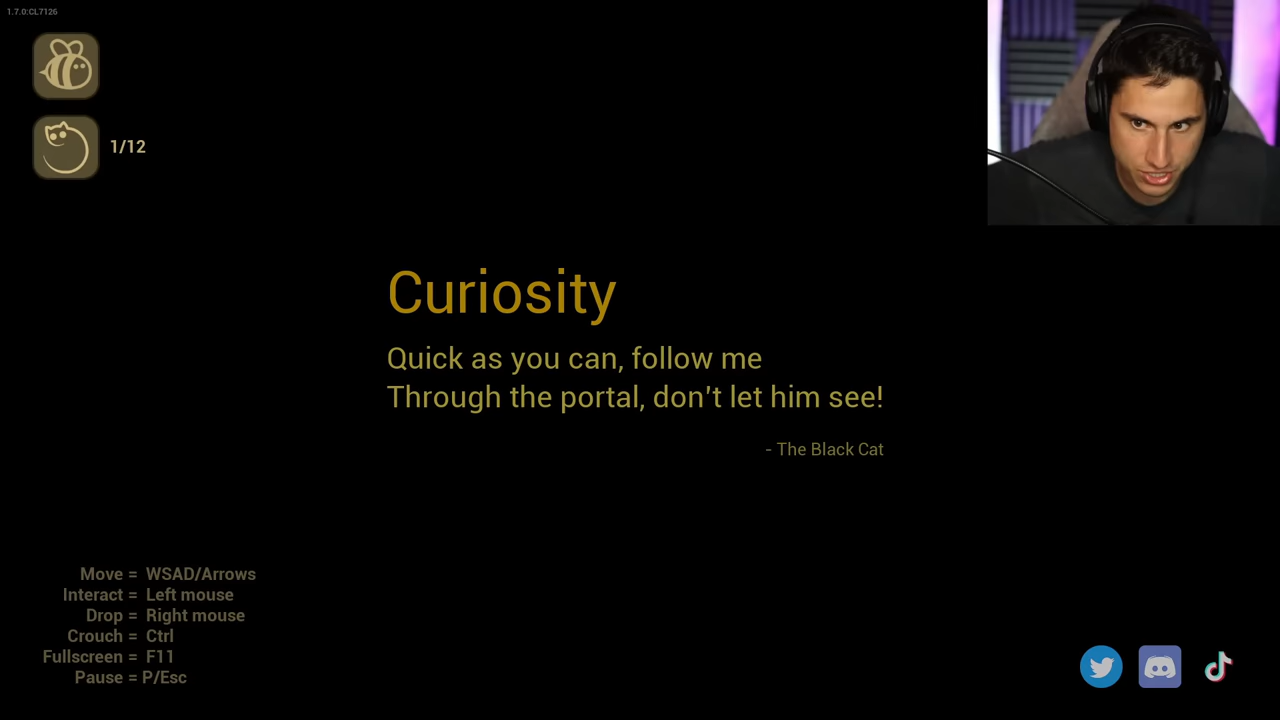 1.7.0:CL7126
1/12
Curiosity
Quick as you can, follow me
Through the portal, don't let him see!
- The Black Cat
Move = WSAD/Arrows
Interact = Left mouse
Drop = Right mouse
Crouch = Ctrl
Fullscreen = F11
Pause = P/Esc